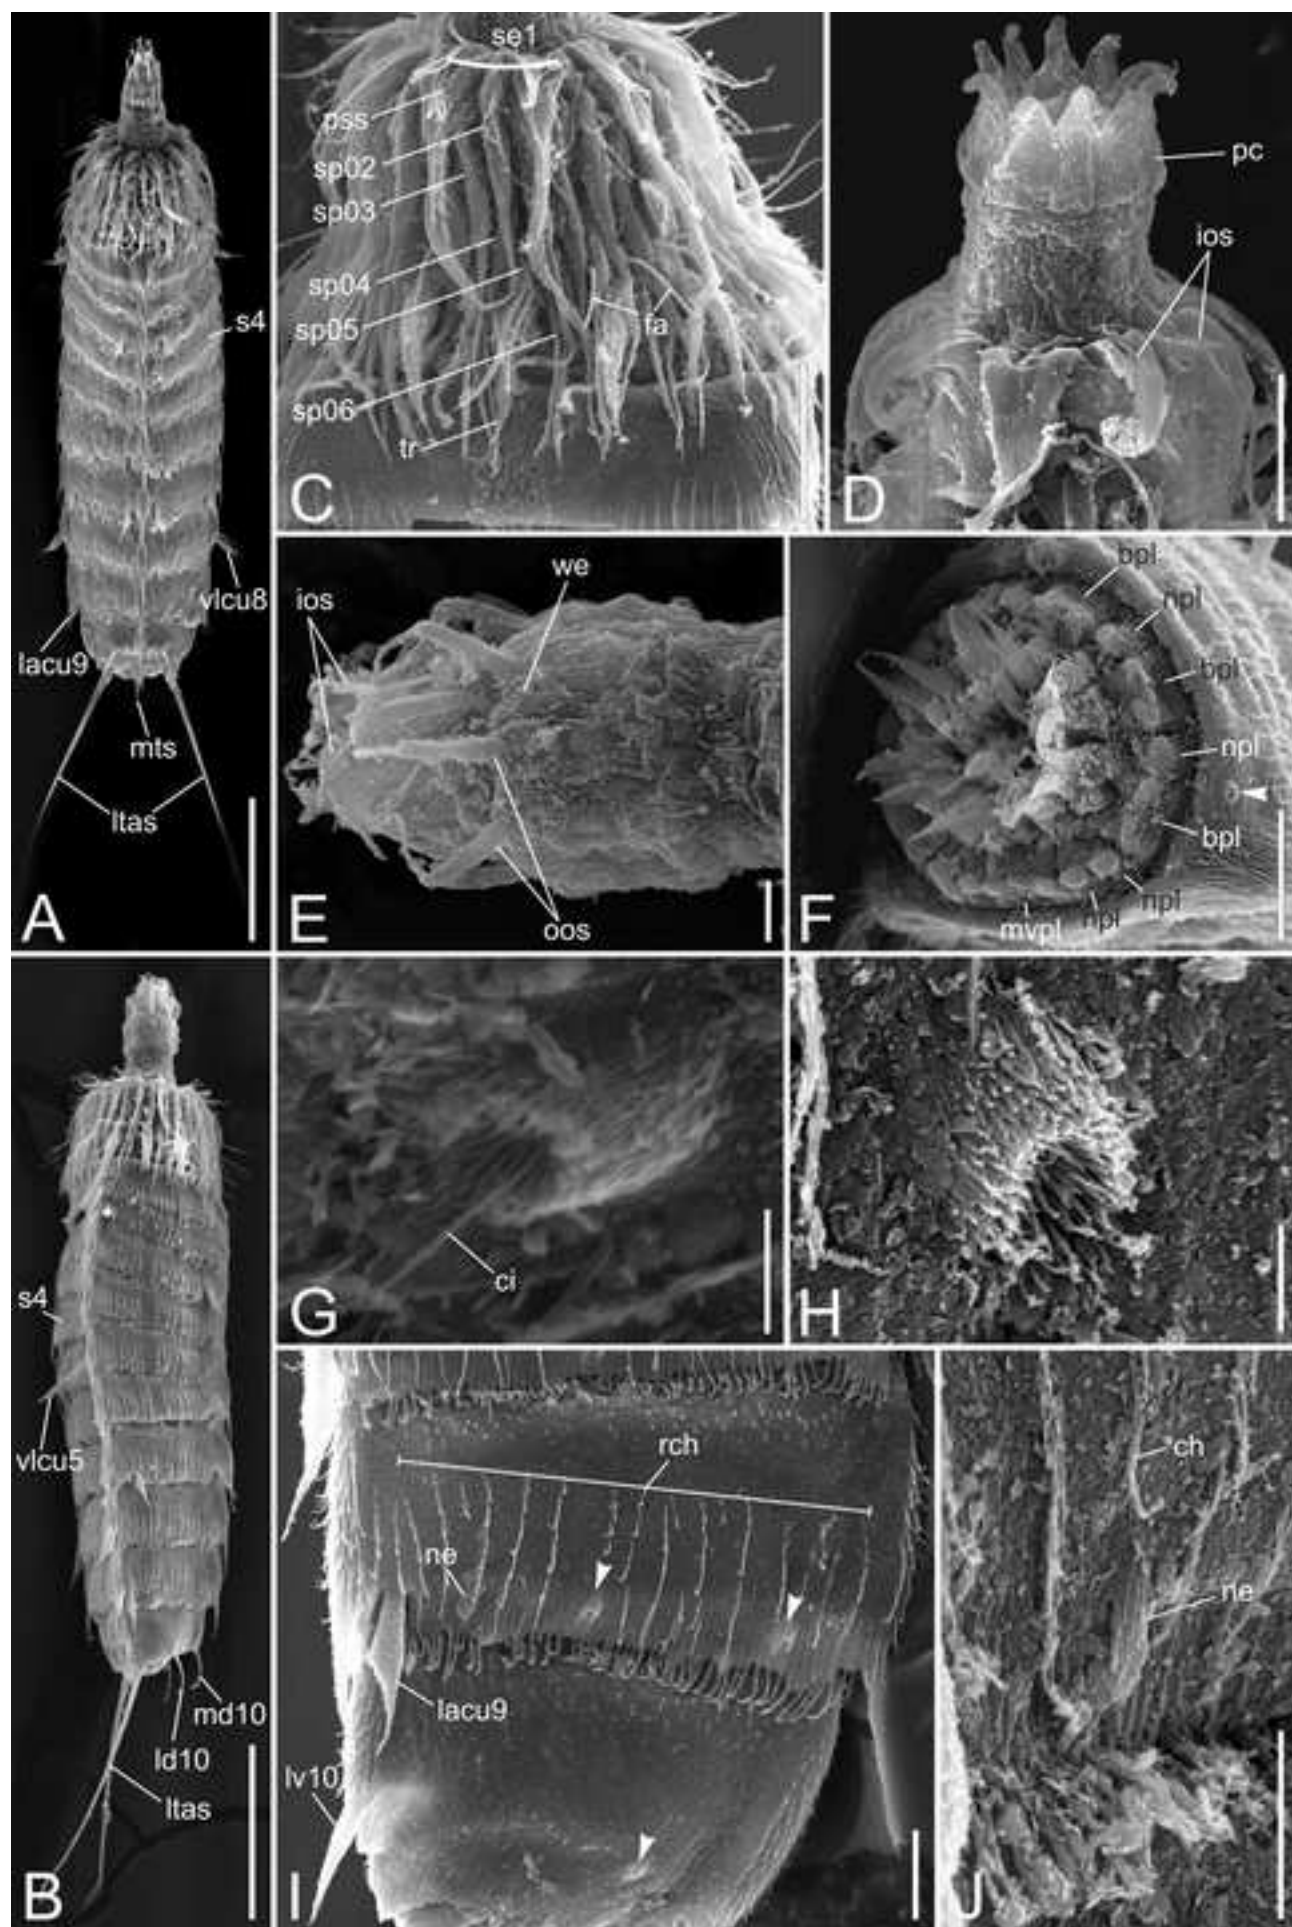 s4
vlcu8
lacu9
mts
ltas
A
se1
pss
sp02
sp03
sp04
sp05
fa
sp06
tr
C
pc
ios
D
we
ios
oos
E
bpl
npl
bpl
npl
bpl
npl
npl
mvpl
F
s4
vlcu5
md10
ld10
ltas
B
ci
G
H
rch
ne
lacu9
lv10
I
ch
ne
J